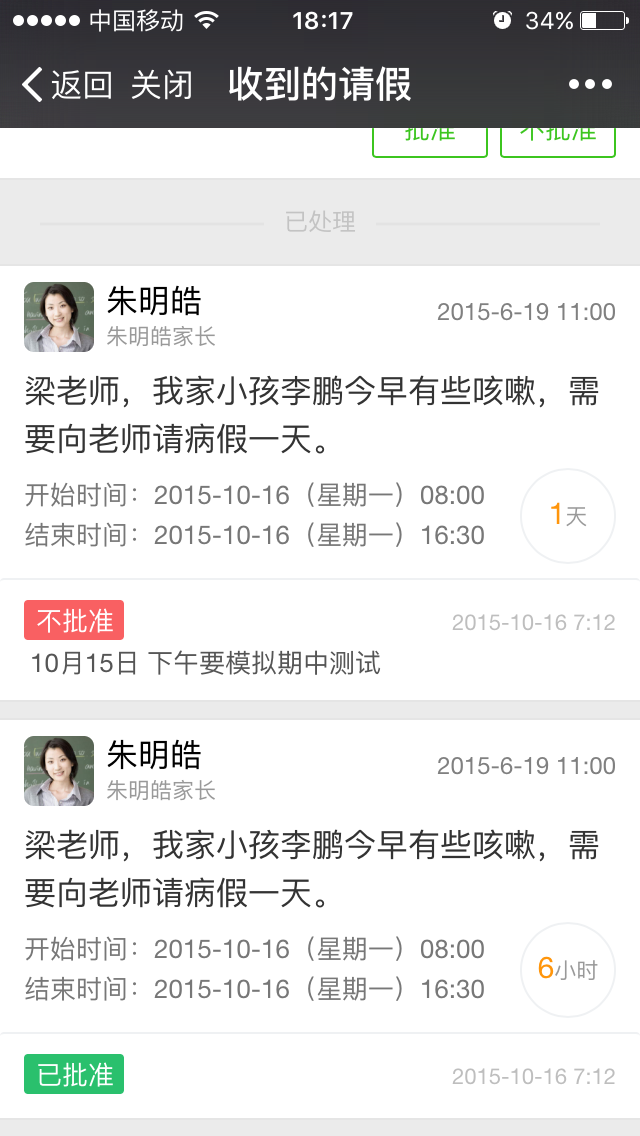 中国移动 18:17 34%
返回 关闭 收到的请假
批准 不批准
已处理
朱明皓
2015-6-19 11:00
朱明皓家长
梁老师，我家小孩李鹏今早有些咳嗽，需
要向老师请病假一天。
开始时间：2015-10-16（星期一）08:00
结束时间：2015-10-16（星期一）16:30
1天
不批准 2015-10-16 7:12
10月15日 下午要模拟期中测试
朱明皓
2015-6-19 11:00
朱明皓家长
梁老师，我家小孩李鹏今早有些咳嗽，需
要向老师请病假一天。
开始时间：2015-10-16（星期一）08:00
结束时间：2015-10-16（星期一）16:30
6小时
已批准 2015-10-16 7:12